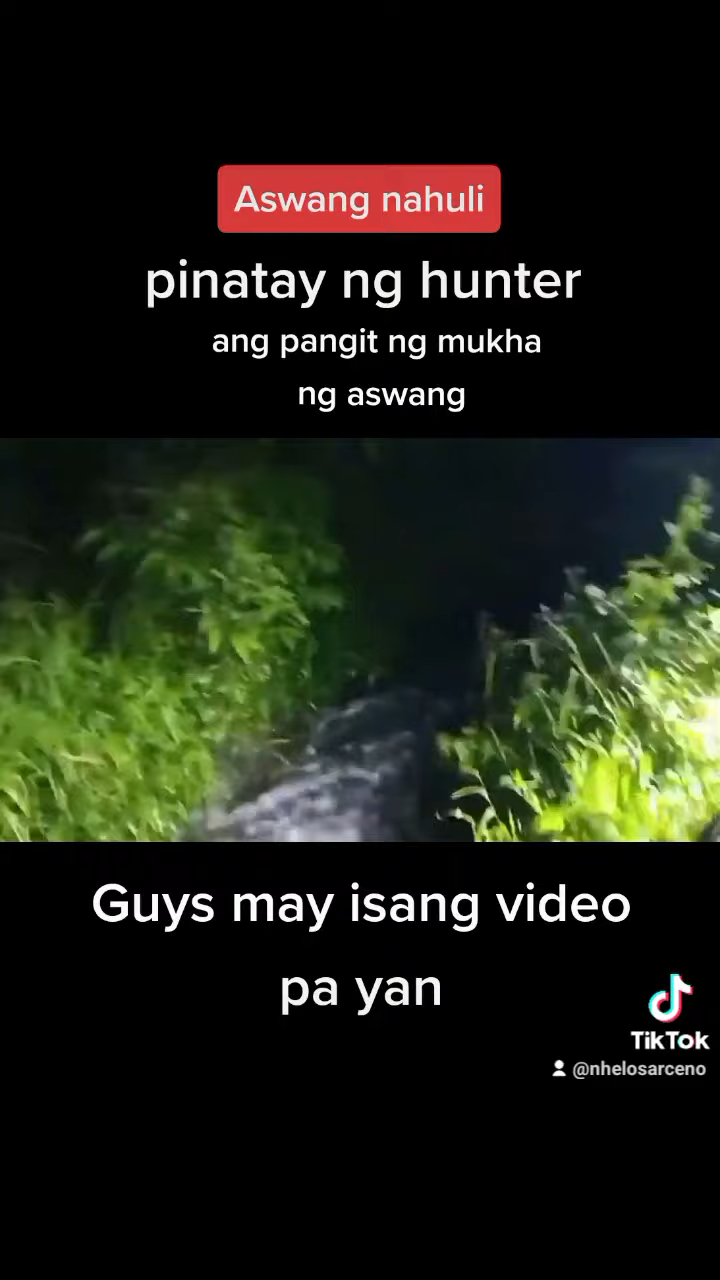 Aswang nahuli
pinatay ng hunter
ang pangit ng mukha
ng aswang
Guys may isang video
pa yan
TikTok
@nhelosarceno